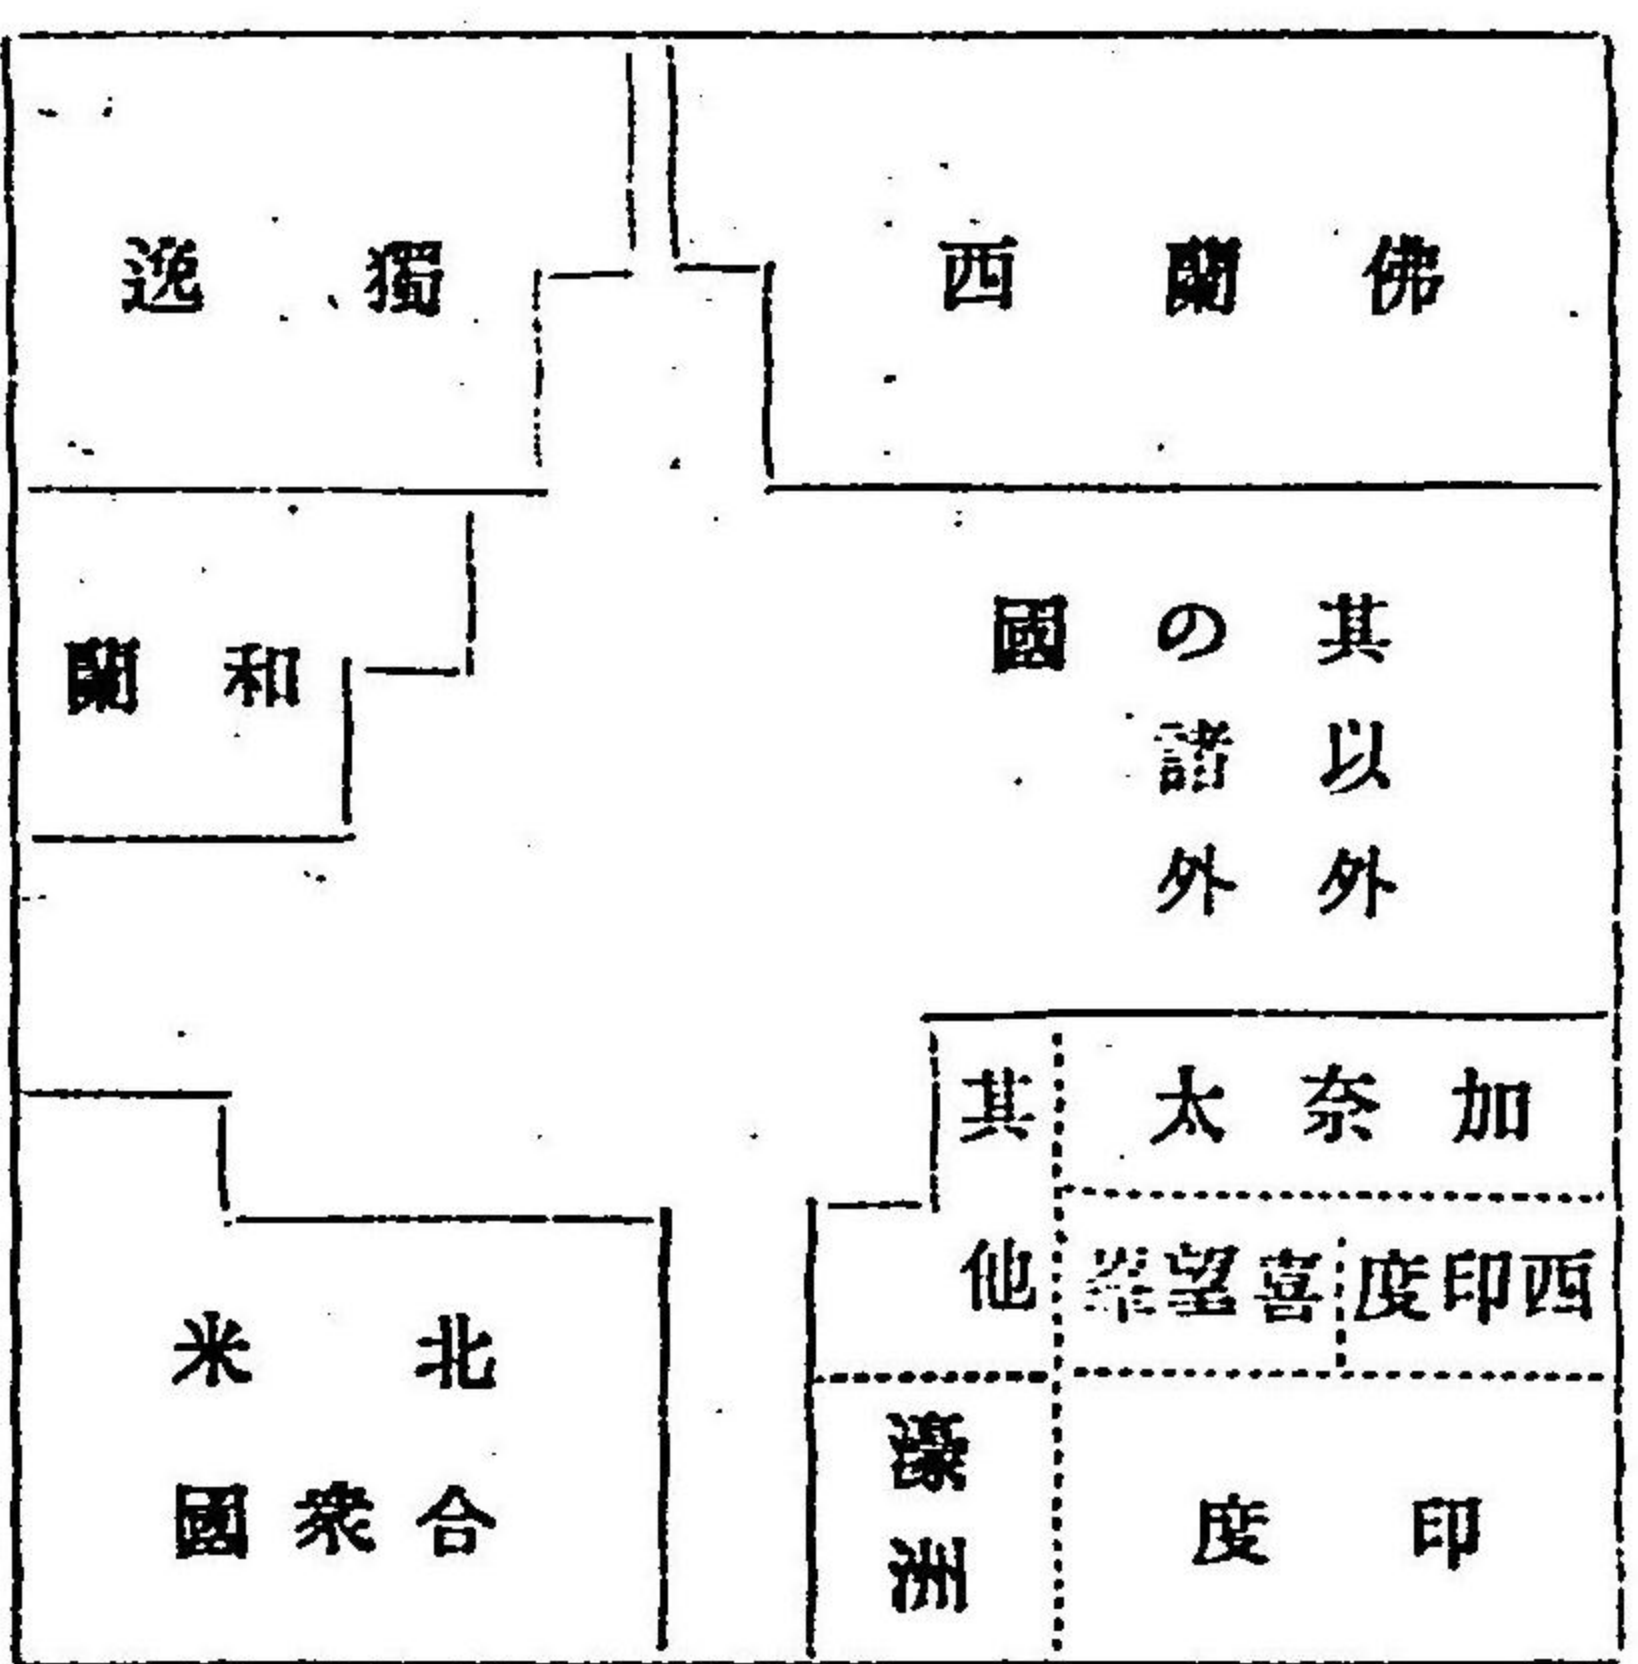 佛蘭西
獨逸
其以外
の諸外
國
和蘭
加奈太
其他
西印度
喜望峯
印度
濠洲
北米
合衆國